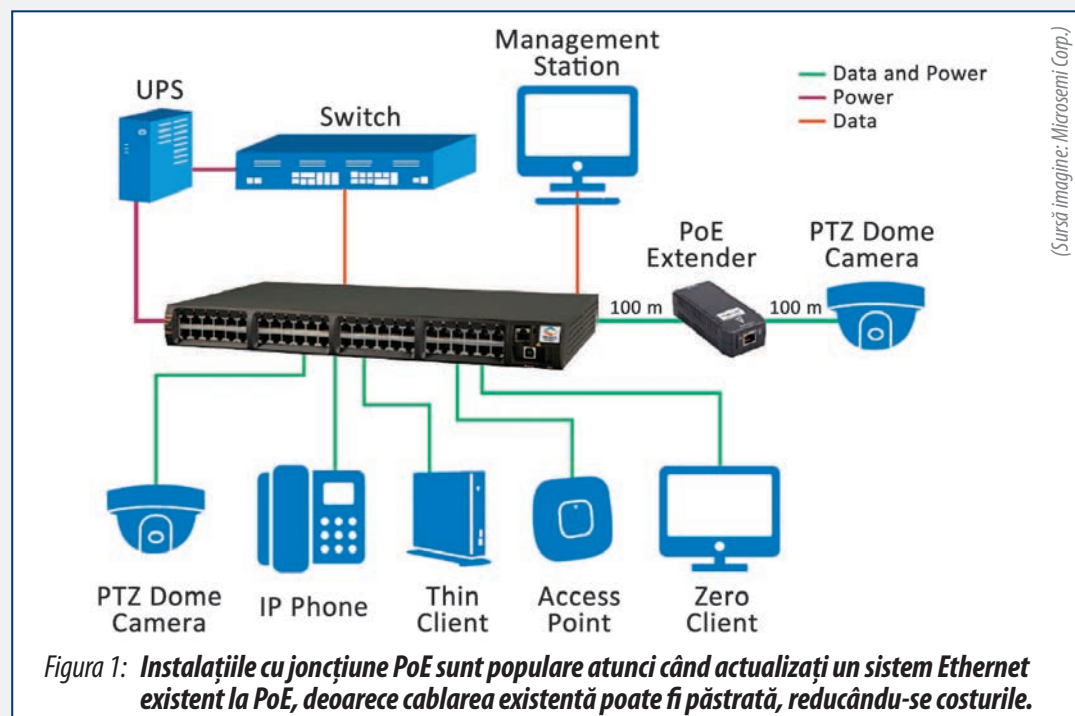 Management
Station
Data and Power
Power
Data
UPS
Switch
PoE
Extender
PTZ Dome
Camera
100 m
100 m
PTZ Dome
Camera
IP Phone
Thin
Client
Access
Point
Zero
Client
(Sursă imagine: Microsemi Corp.)
Figura 1: Instalațiile cu joncțiune PoE sunt populare atunci când actualizați un sistem Ethernet
existent la PoE, deoarece cablarea existentă poate fi păstrată, reducându-se costurile.